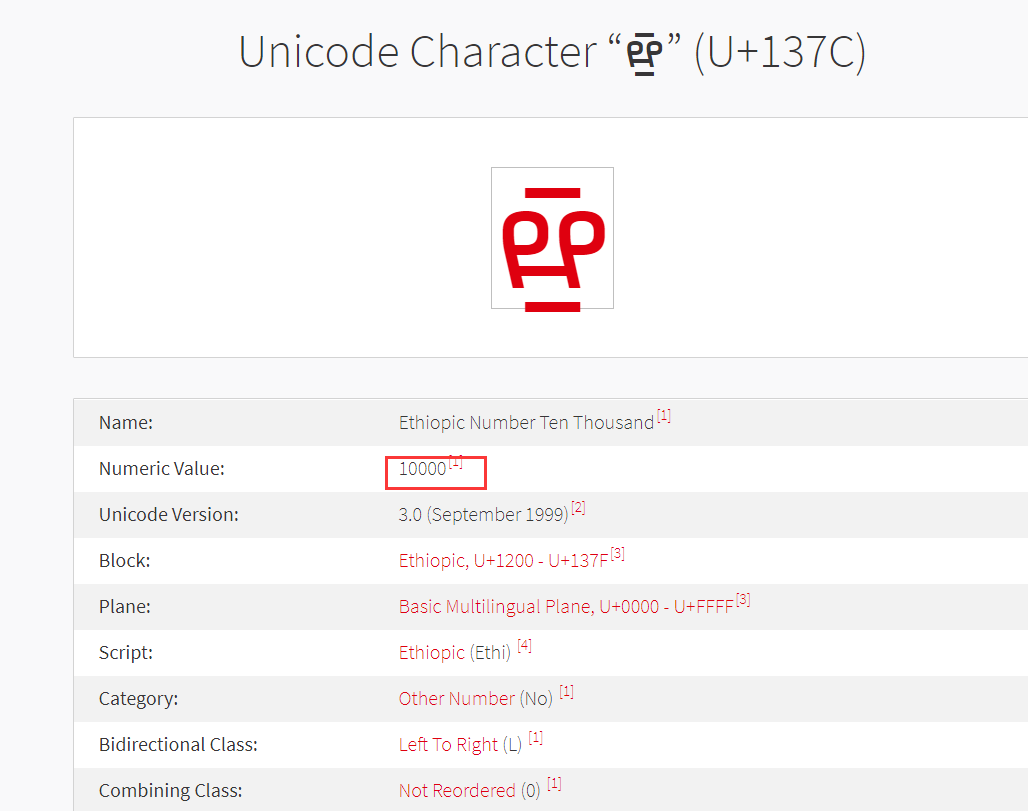 Unicode Character “፼” (U+137C)
፼
Name: Ethiopic Number Ten Thousand[1]
Numeric Value: 10000[1]
Unicode Version: 3.0 (September 1999)[2]
Block: Ethiopic, U+1200 - U+137F[3]
Plane: Basic Multilingual Plane, U+0000 - U+FFFF[3]
Script: Ethiopic (Ethi) [4]
Category: Other Number (No) [1]
Bidirectional Class: Left To Right (L) [1]
Combining Class: Not Reordered (0) [1]